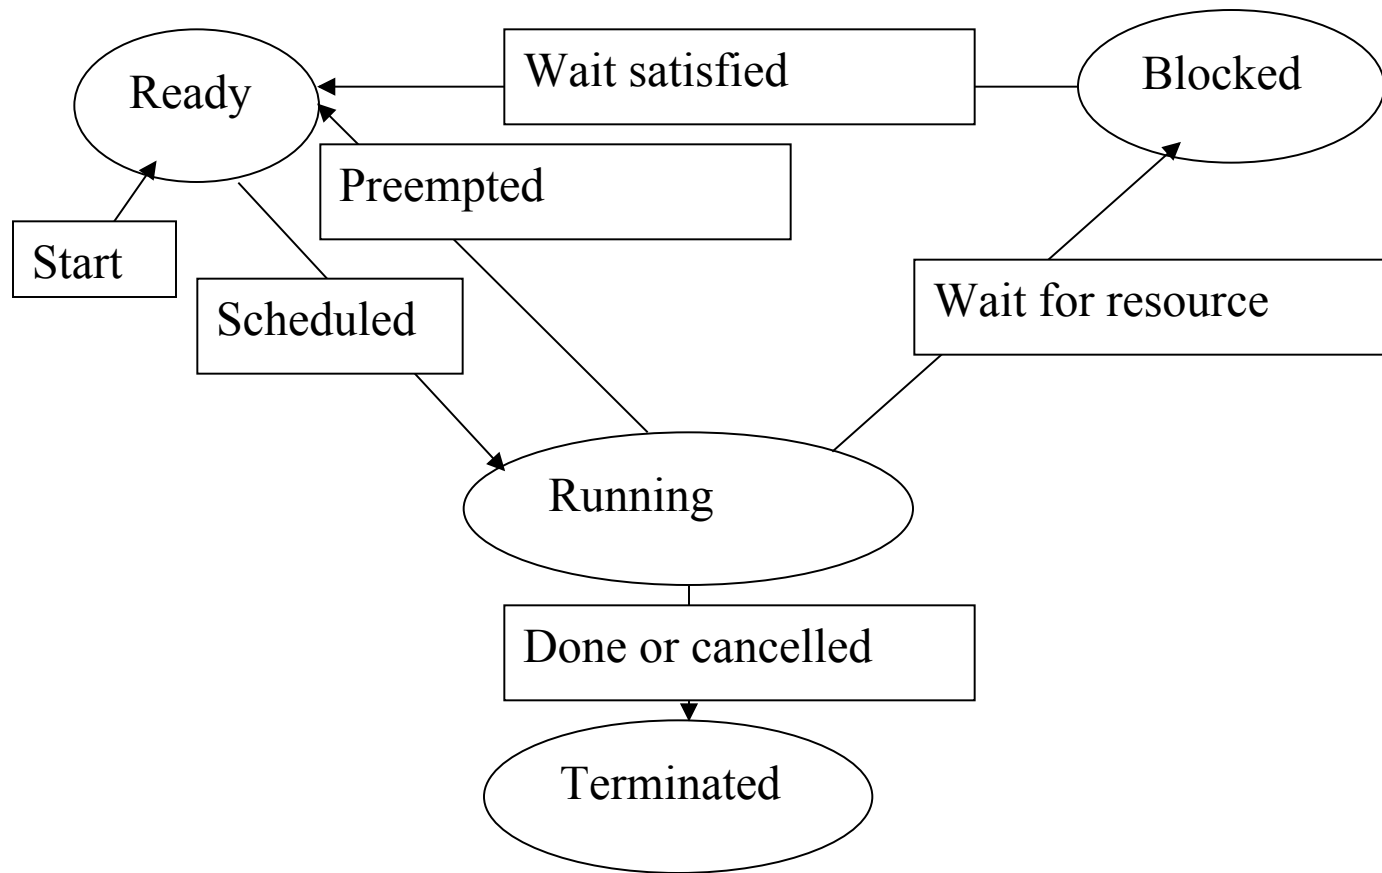 Ready
Wait satisfied
Blocked
Preempted
Start
Scheduled
Wait for resource
Running
Done or cancelled
Terminated